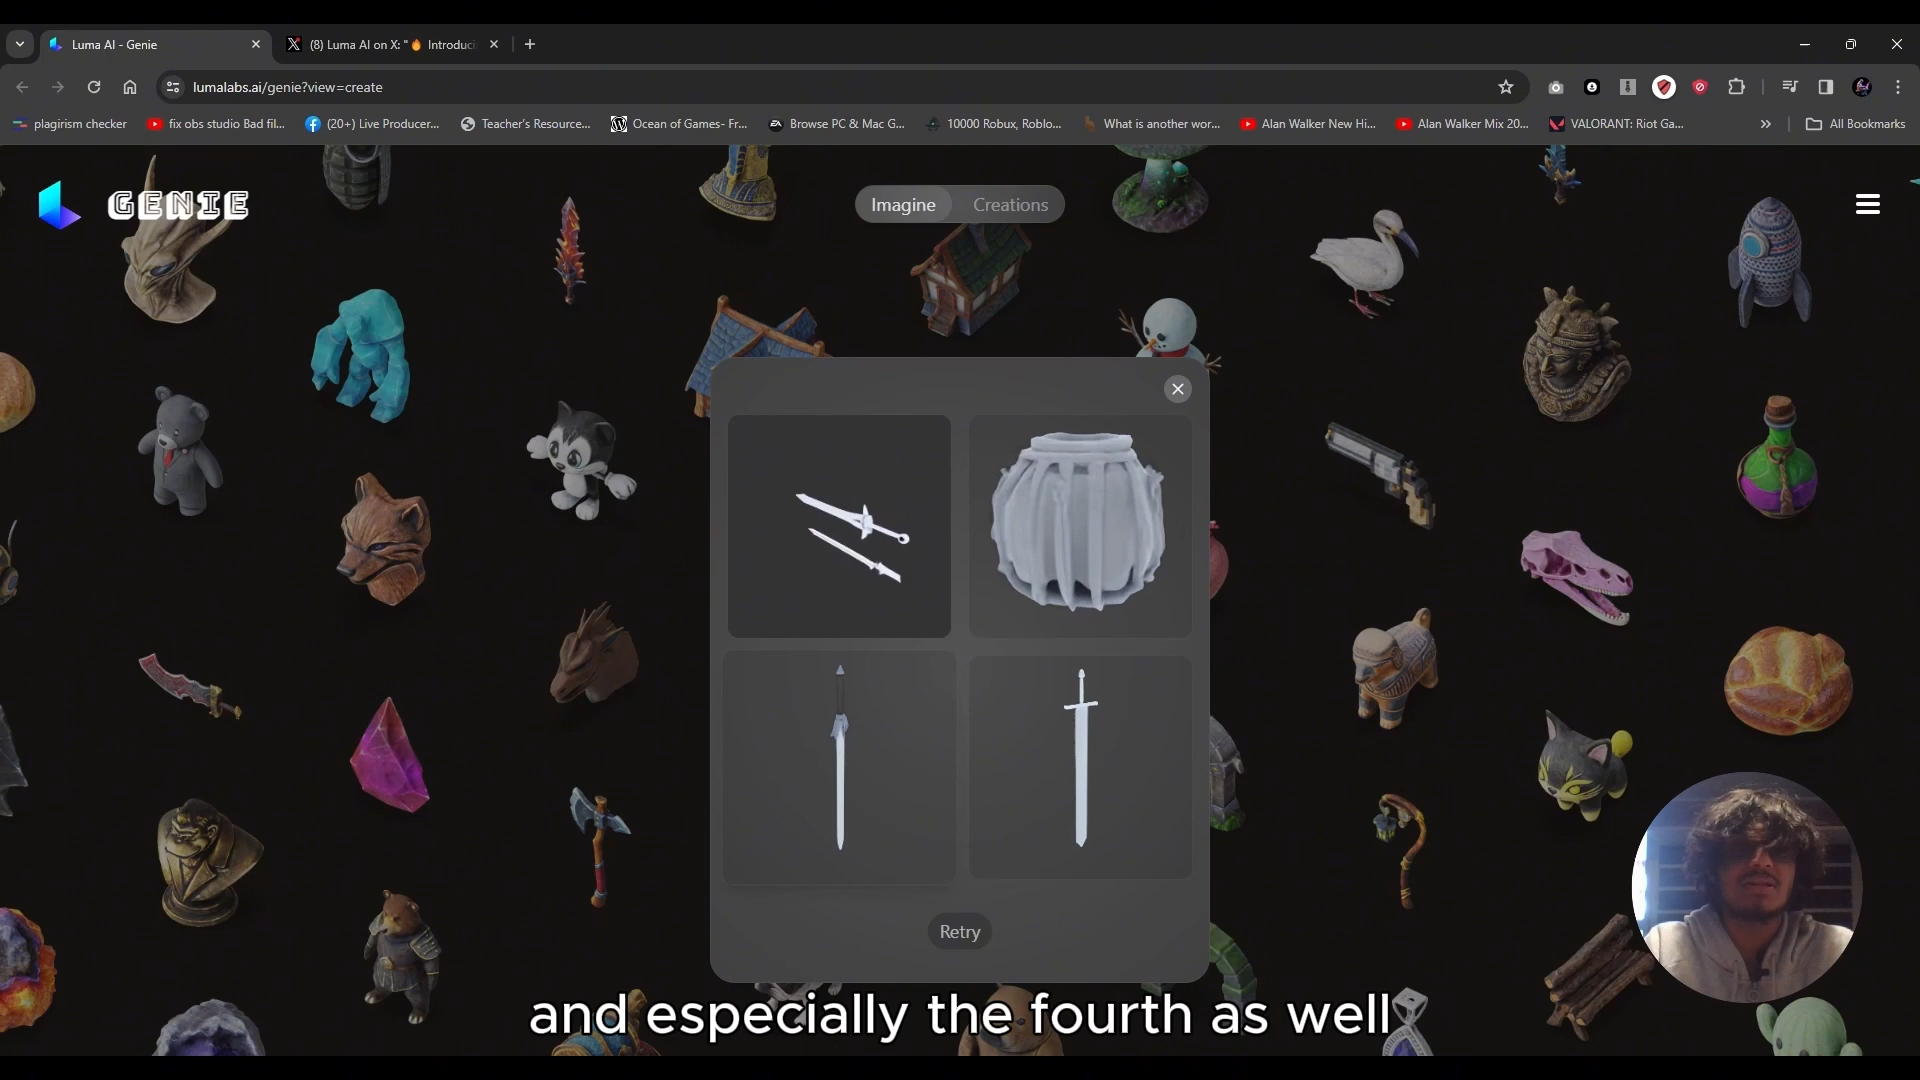 Luma AI - Genie
(8) Luma AI on X: "🔥 Introduci
lumalabs.ai/genie?view=create
plagirism checker
fix obs studio Bad fil...
(20+) Live Producer...
Teacher's Resource...
Ocean of Games- Fr...
Browse PC & Mac G...
10000 Robux, Roblo...
What is another wor...
Alan Walker New Hi...
Alan Walker Mix 20...
VALORANT: Riot Ga...
All Bookmarks
GENIE
Imagine
Creations
Retry
and especially the fourth as well